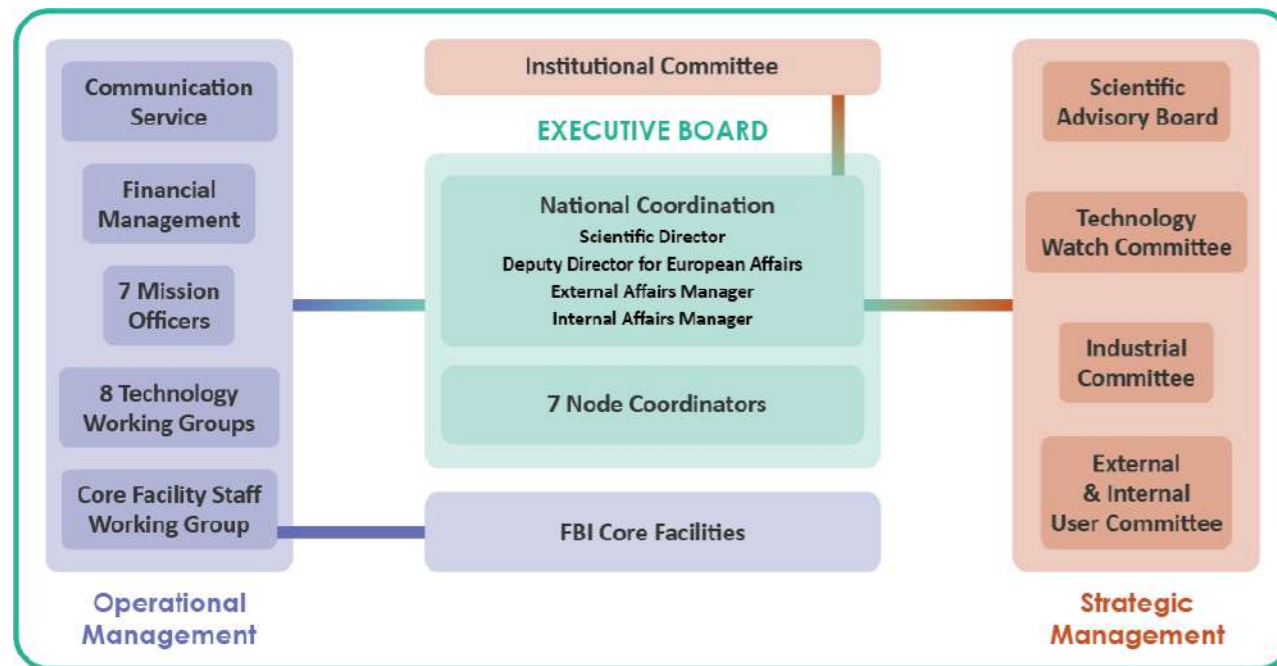 Communication
Service
Financial
Management
7 Mission
Officers
8 Technology
Working Groups
Core Facility Staff
Working Group
Operational
Management
Institutional Committee
EXECUTIVE BOARD
National Coordination
Scientific Director
Deputy Director for European Affairs
External Affairs Manager
Internal Affairs Manager
7 Node Coordinators
FBI Core Facilities
Scientific
Advisory Board
Technology
Watch Committee
Industrial
Committee
External
& Internal
User Committee
Strategic
Management